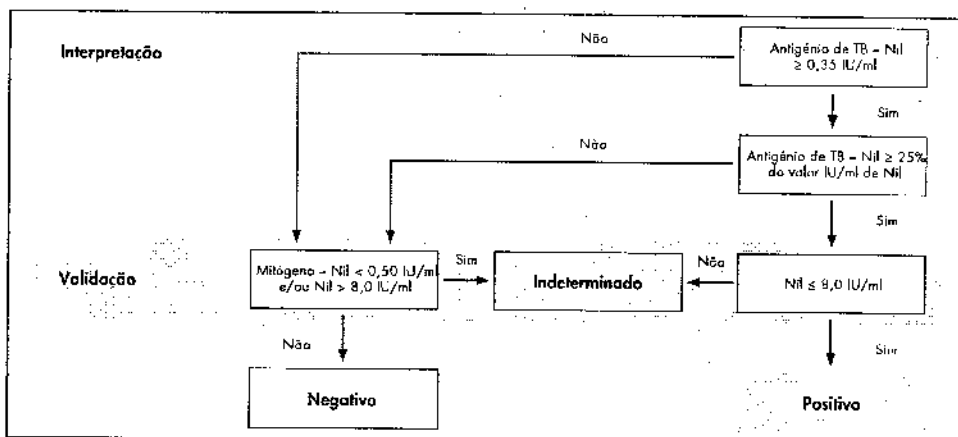 Interpretação
Não
Antigénio de TB – Nil
≥ 0,35 IU/ml
Sim
Não
Antigénio de TB – Nil ≥ 25%
do valor IU/ml de Nil
Sim
Validação
Mitógeno – Nil < 0,50 IU/ml
e/ou Nil > 8,0 IU/ml
Sim
Indeterminado
Não
Nil ≤ 8,0 IU/ml
Não
Sim
Negativo
Positivo